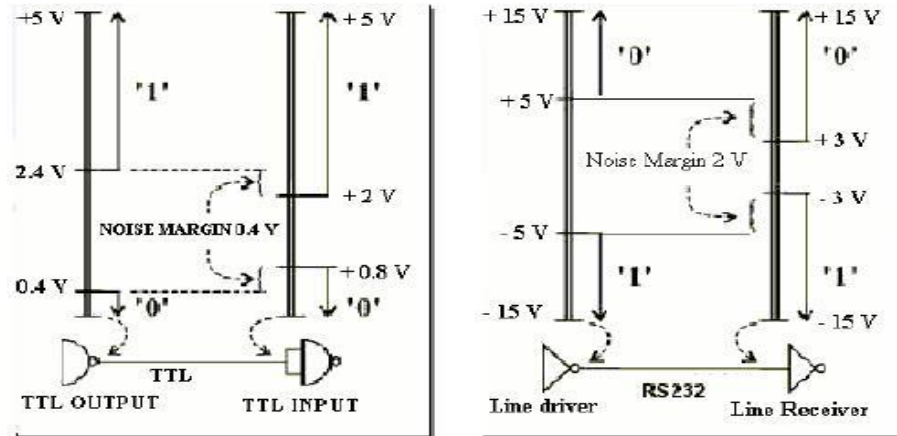 +5 V
+5 V
'1'
'1'
2.4 V
+2 V
NOISE MARGIN 0.4 V
+0.8 V
0.4 V
'0'
'0'
TTL
TTL OUTPUT
TTL INPUT
+15 V
+15 V
'0'
'0'
+5 V
+3 V
Noise Margin 2 V
-3 V
-5 V
'1'
'1'
-15 V
-15 V
RS232
Line driver
Line Receiver